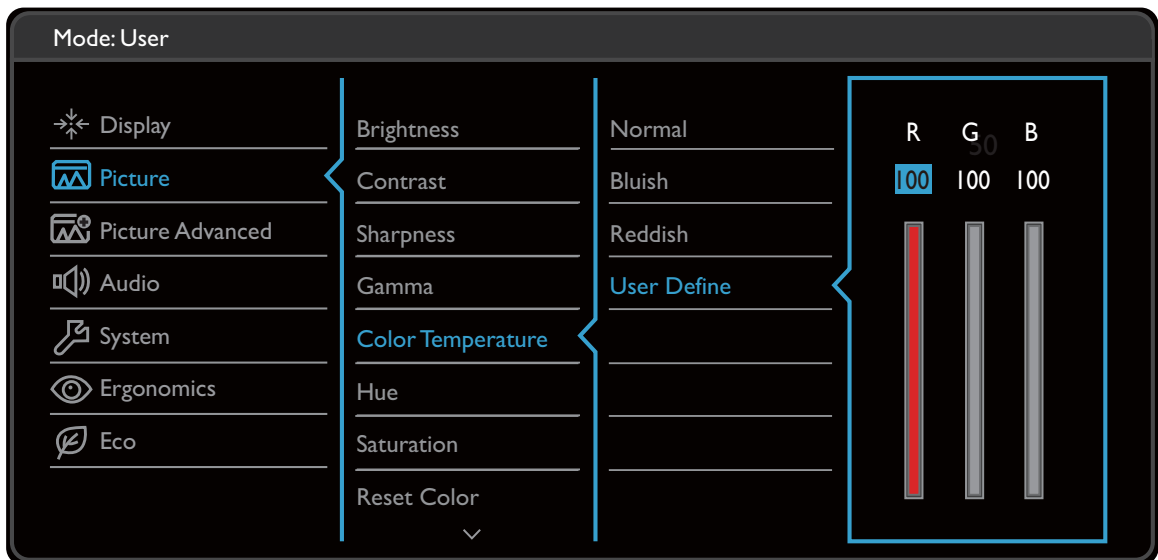 Mode: User
Display
Picture
Picture Advanced
Audio
System
Ergonomics
Eco
Brightness
Contrast
Sharpness
Gamma
Color Temperature
Hue
Saturation
Reset Color
Normal
Bluish
Reddish
User Define
R G B
50
100 100 100